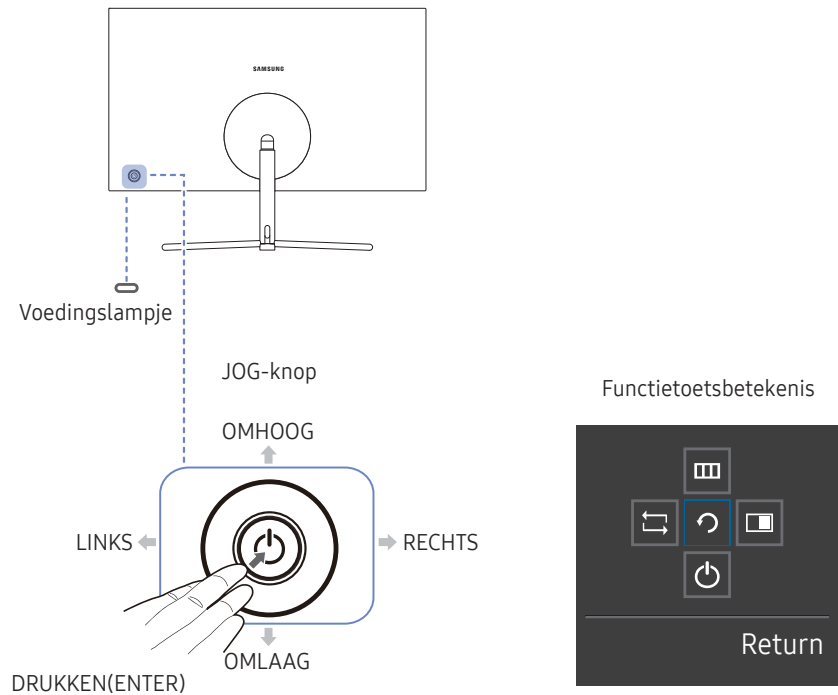 SAMSUNG
Voedingslampje
JOG-knop
Functietoetsbetekenis
OMHOOG
LINKS
RECHTS
OMLAAG
DRUKKEN(ENTER)
Return